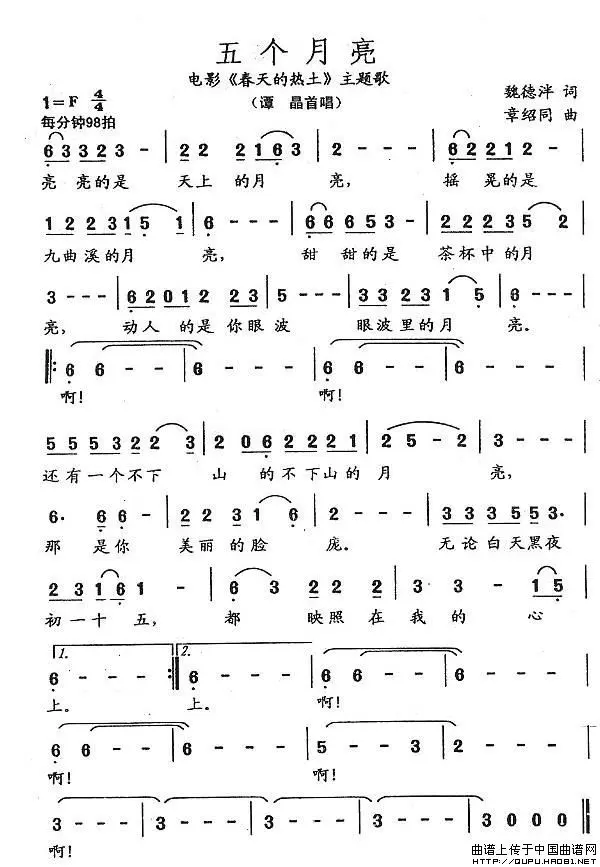 五个月亮
电影《春天的热土》主题歌
(谭 晶首唱)
1=F 4/4
每分钟98拍
魏德泮 词
章绍同 曲
6 3 3 2 3 - | 2 2 2 1 6 3 | 3 - - - | 6 6 2 2 1 2 - |
亮 亮的是 天上 的月 亮, 摇 晃的是
1 2 2 2 3 1 5 1 | 6 - - - | 6 6 6 5 3 5 - | 2 2 2 3 5 2 |
九曲溪的月 亮, 甜 甜的是 茶杯中的月
3 - - - | 6 2 0 1 2 2 3 | 5 - - - | 3 3 2 3 1 5 | 6 - - - |
亮, 动人 的是你眼波 眼波里的月 亮。
6 6 - - | 6 - - - | 6 6 - - | 6 - - - |
啊! 啊!
5 5 5 3 2 2 3 | 2 0 6 2 2 2 1 | 2 5 - 2 | 3 - - - |
还有一个不下 山 的不下山的 月 亮,
6· 6 6 - | 2 2 3 1 6 | 2 - - - | 3 3 3 5 5 3· |
那 是你 美丽的脸 庞。 无论白天黑夜
2 3 1 6 1 - | 6 3 2 2 2 | 3 3 - 1 5 |
初一十 五, 都 映照 在 我 的 心
1. 2.
6 - - - :| 6 - - - | 6 6 - - | 6 - - - |
上。 上。 啊!
6 6 - - | 6 - - - | 5 - - 3 | 2 - - - |
啊! 啊!
3 - - - | 3 - - - | 3 - - - | 3 - - - | 3 0 0 0 |
啊!
曲谱上传于中国曲谱网
http://QUPU.HAO81.NET